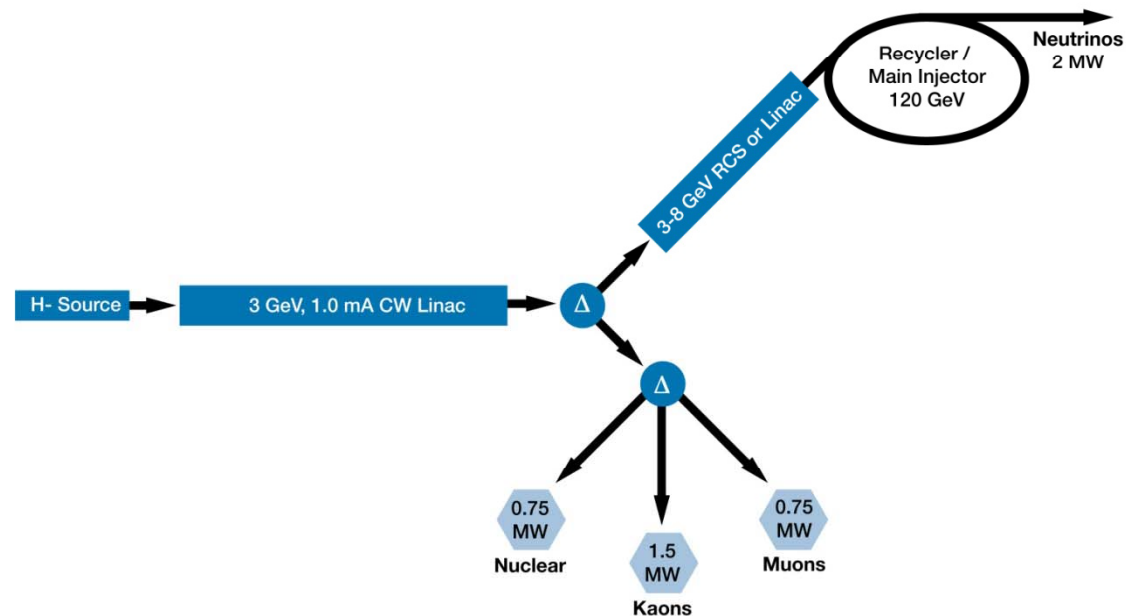 Neutrinos
2 MW
Recycler /
Main Injector
120 GeV
3-8 GeV RCS or Linac
H- Source
3 GeV, 1.0 mA CW Linac
Δ
Δ
0.75
MW
Nuclear
1.5
MW
Kaons
0.75
MW
Muons